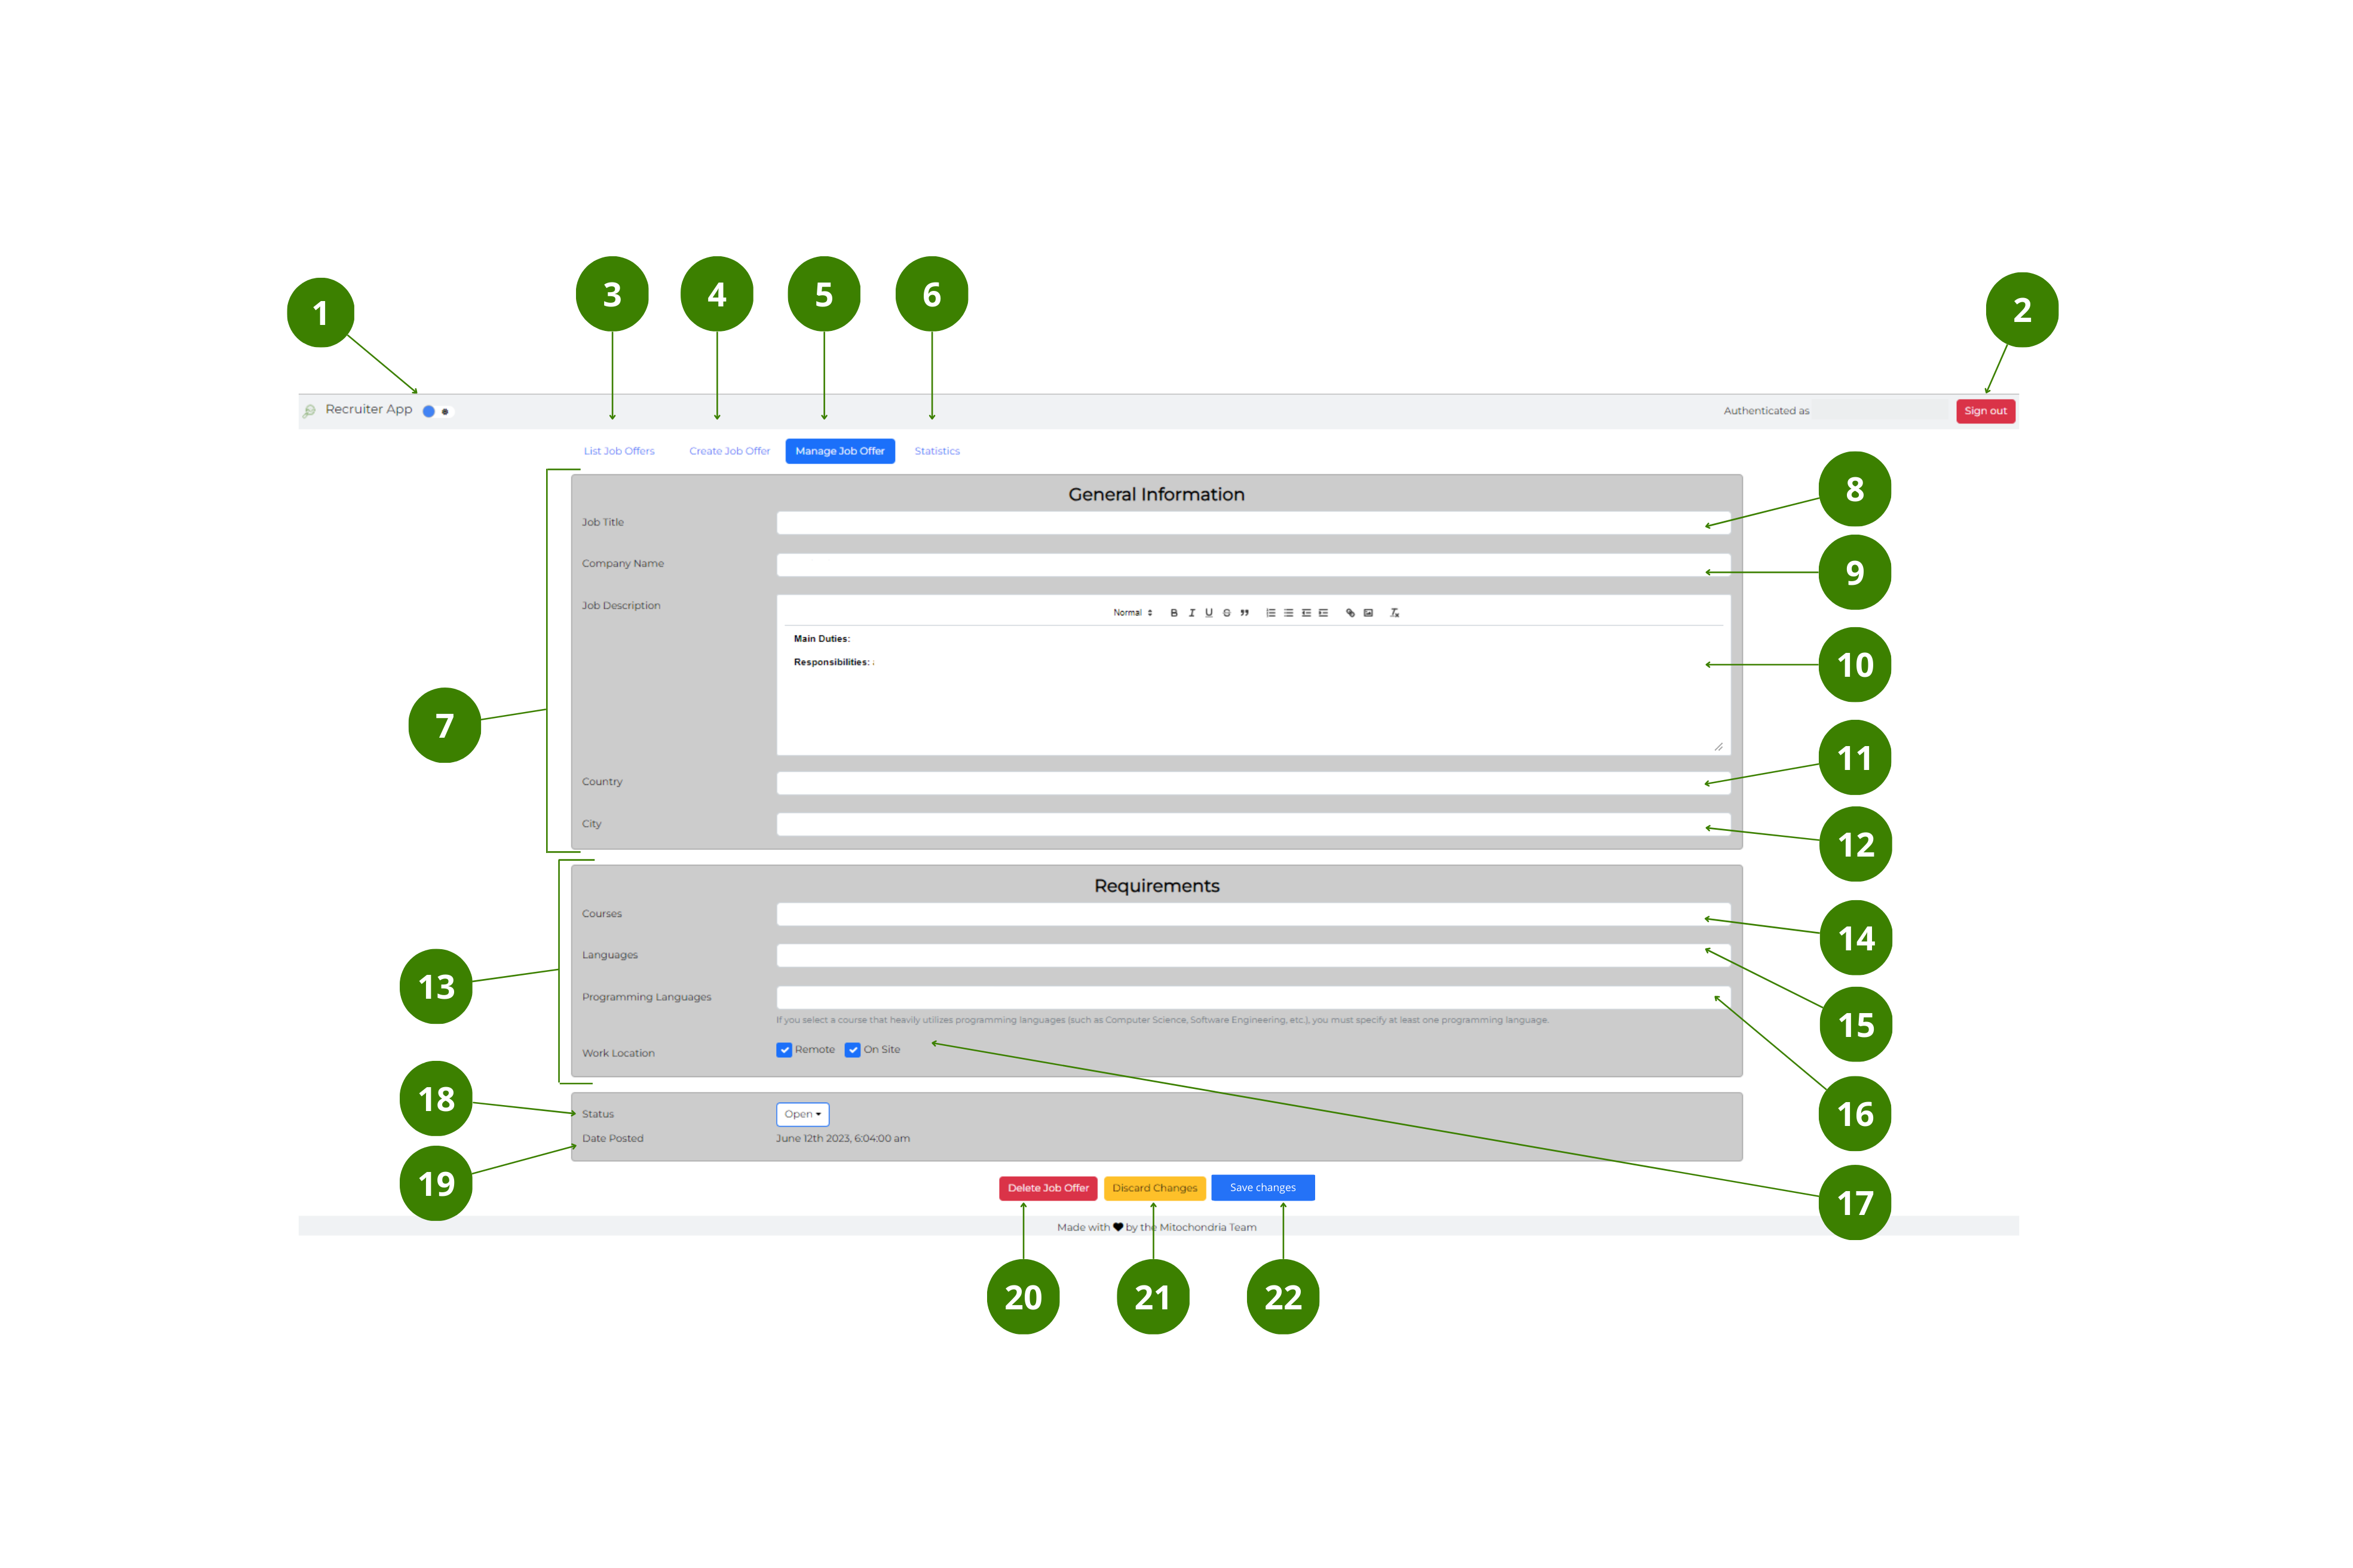 3 4 5 6
1 2
Recruiter App Authenticated as Sign out
List Job Offers Create Job Offer Manage Job Offer Statistics
General Information
8
Job Title
Company Name
9
Job Description
Normal B I U S
Main Duties:
Responsibilities:
10
7
11
Country
City
12
Requirements
Courses
14
Languages
13
Programming Languages
If you select a course that heavily utilizes programming languages (such as Computer Science, Software Engineering, etc.), you must specify at least one programming language.
15
Work Location Remote On Site
18
Status Open
16
Date Posted June 12th 2023, 6:04:00 am
19
Delete Job Offer Discard Changes Save changes
17
Made with by the Mitochondria Team
20 21 22